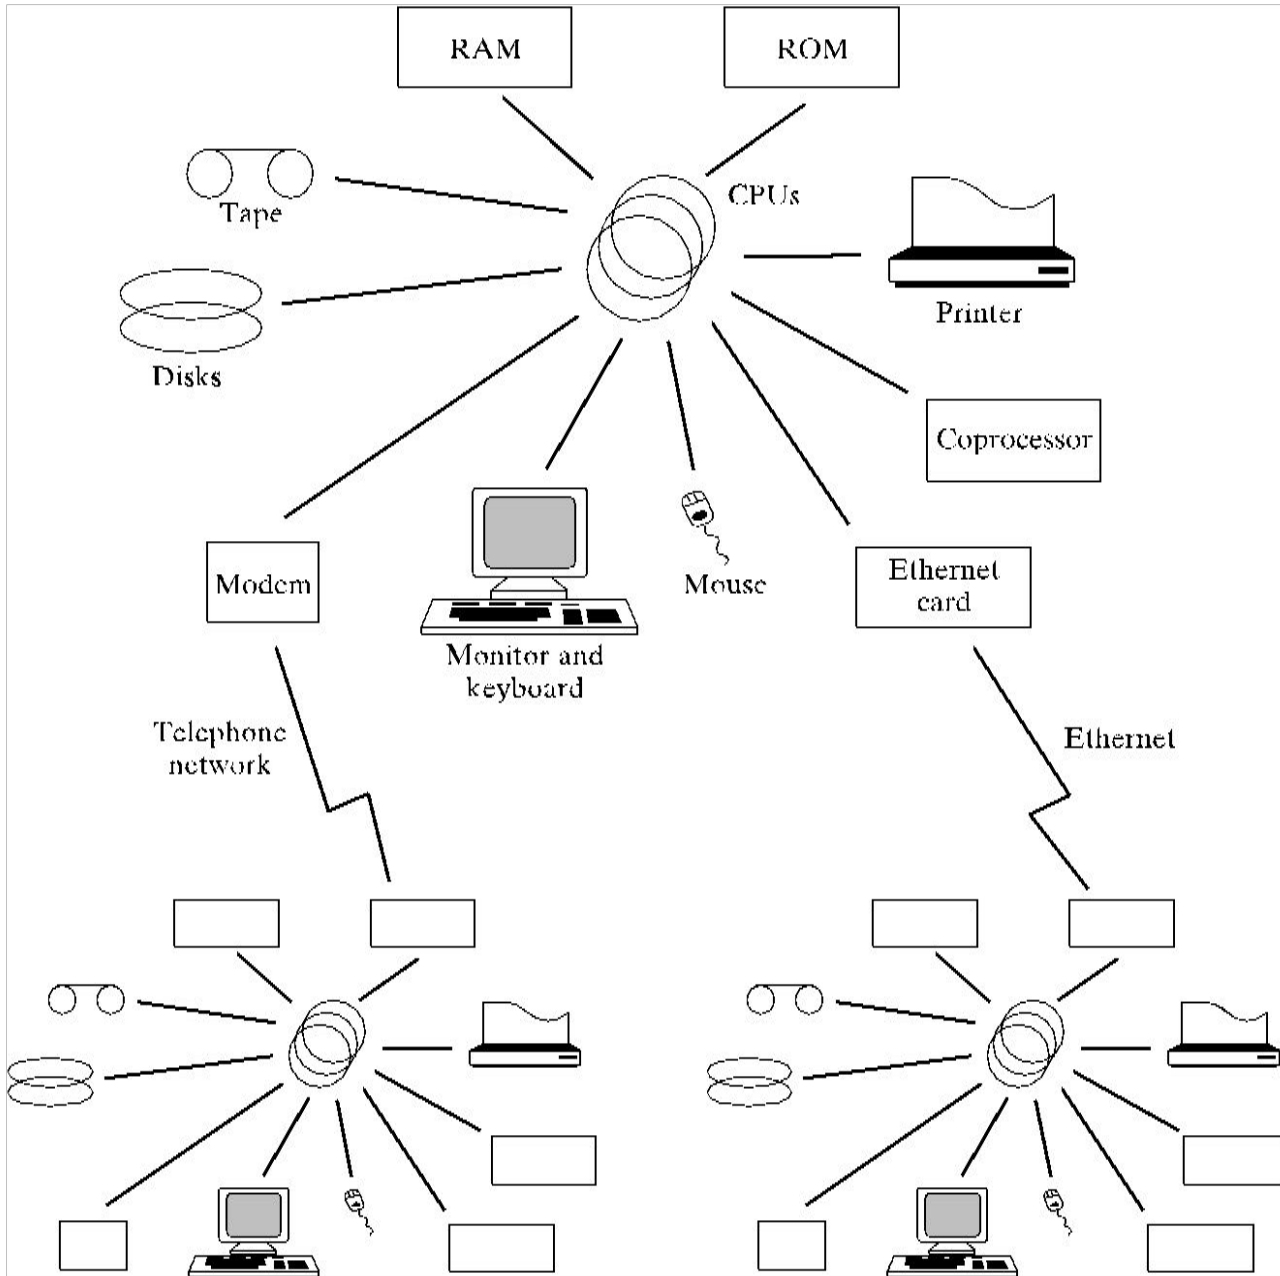 RAM
ROM
CPUs
Tape
Printer
Disks
Coprocessor
Modem
Mouse
Ethernet
card
Monitor and
keyboard
Telephone
network
Ethernet